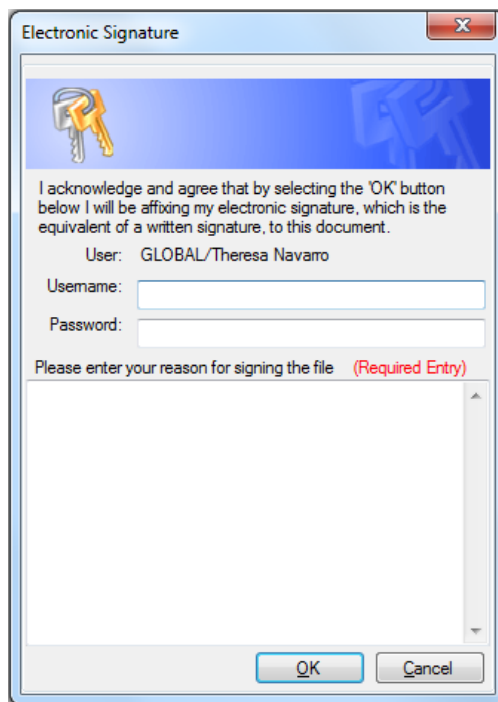 Electronic Signature
I acknowledge and agree that by selecting the 'OK' button
below I will be affixing my electronic signature, which is the
equivalent of a written signature, to this document.
User: GLOBAL/Theresa Navarro
Username:
Password:
Please enter your reason for signing the file (Required Entry)
OK Cancel